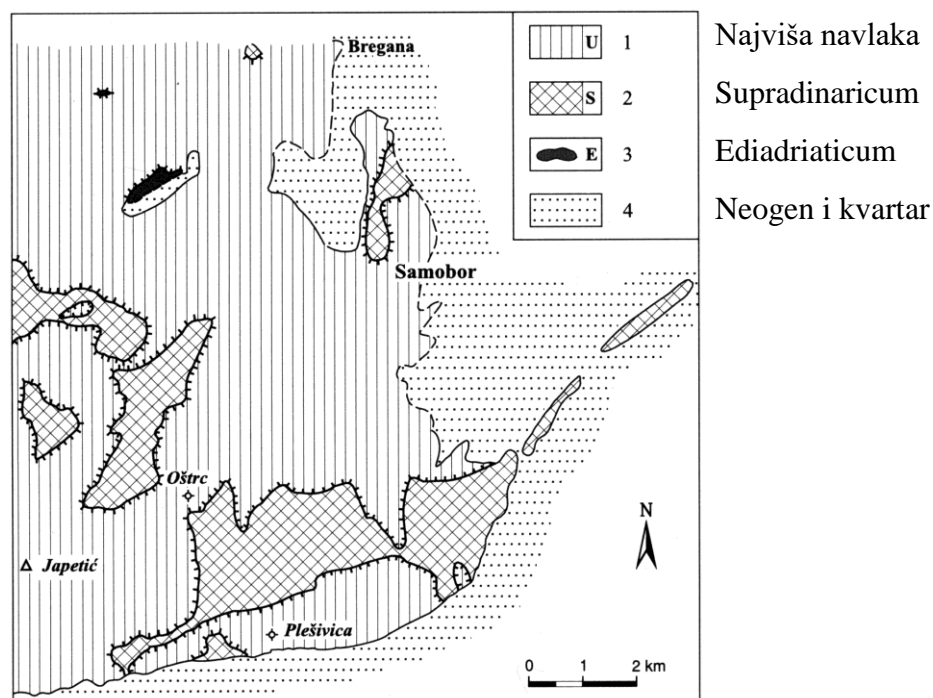 Bregana
U 1 Najviša navlaka
S 2 Supradinaricum
E 3 Ediadriaticum
4 Neogen i kvartar
Samobor
Oštrc
N
Japetić
Plešivica
0 1 2 km